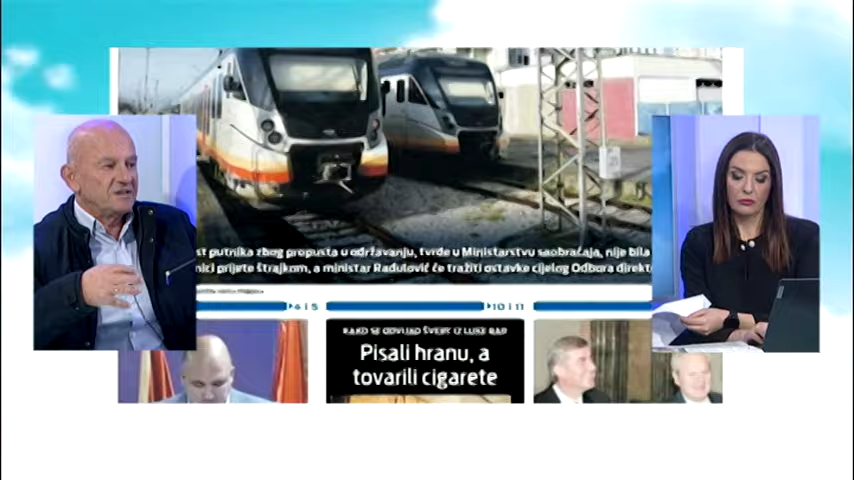 st putnika zbog propusta u održavanju, tvrde u Ministarstvu saobraćaja, nije bila
nici prijete štrajkom, a ministar Radulović će tražiti ostavke cijelog Odbora direkt
4 i 5
10 i 11
KAKO SE ODVIJAO ŠVERC IZ LUKE BAR
Pisali hranu, a
tovarili cigarete